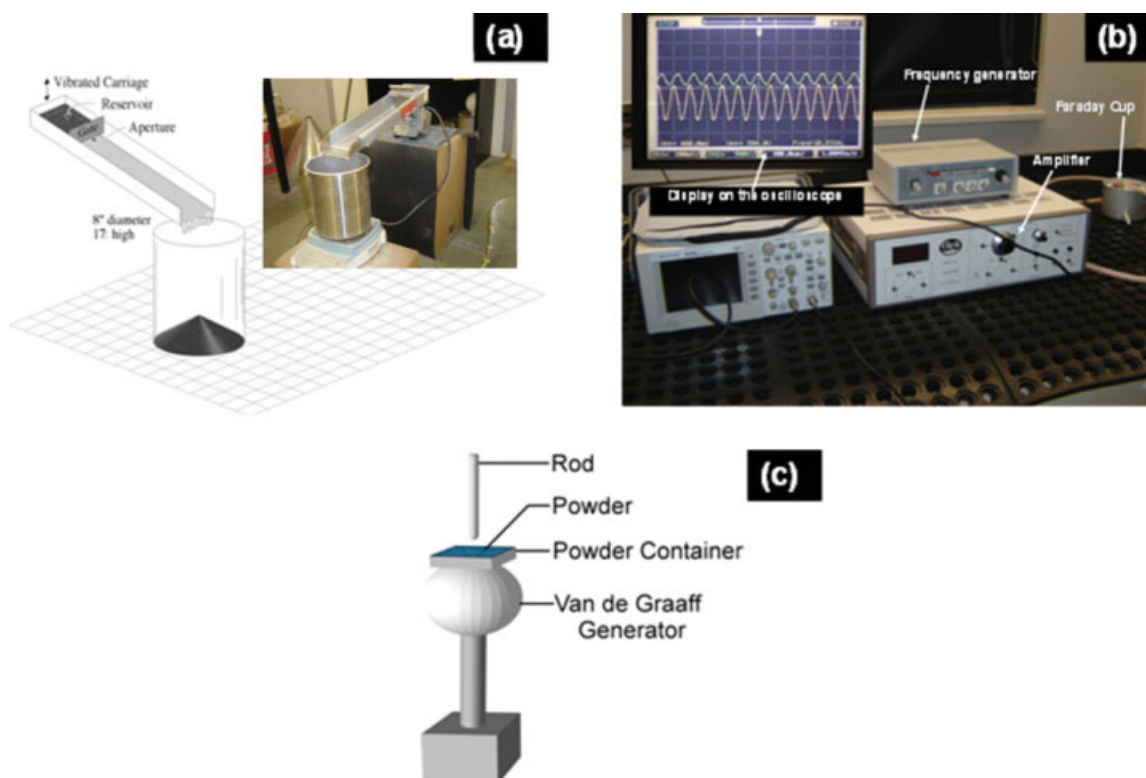 (a)
Vibrated Carriage
Reservoir
Gate
Aperture
8" diameter
17: high
(b)
Frequency generator
Faraday Cup
Amplifier
Display on the oscilloscope
(c)
Rod
Powder
Powder Container
Van de Graaff
Generator